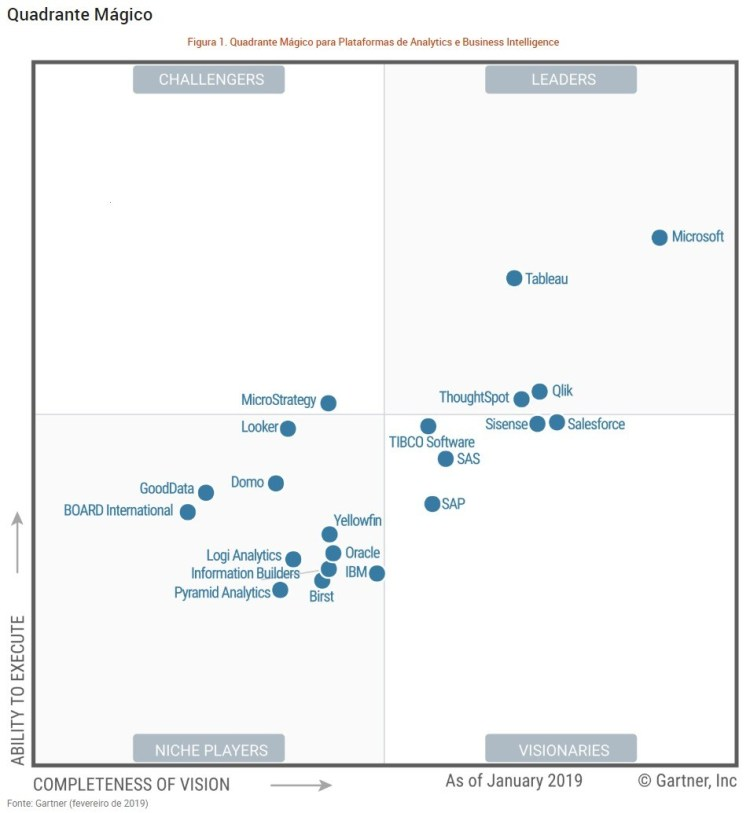 Quadrante Mágico
Figura 1. Quadrante Mágico para Plataformas de Analytics e Business Intelligence
CHALLENGERS
LEADERS
Microsoft
Tableau
MicroStrategy
ThoughtSpot
Qlik
Looker
Sisense
Salesforce
TIBCO Software
SAS
Domo
GoodData
BOARD International
SAP
Yellowfin
Logi Analytics
Oracle
Information Builders
IBM
Pyramid Analytics
Birst
ABILITY TO EXECUTE
NICHE PLAYERS
VISIONARIES
COMPLETENESS OF VISION
As of January 2019
© Gartner, Inc
Fonte: Gartner (fevereiro de 2019)